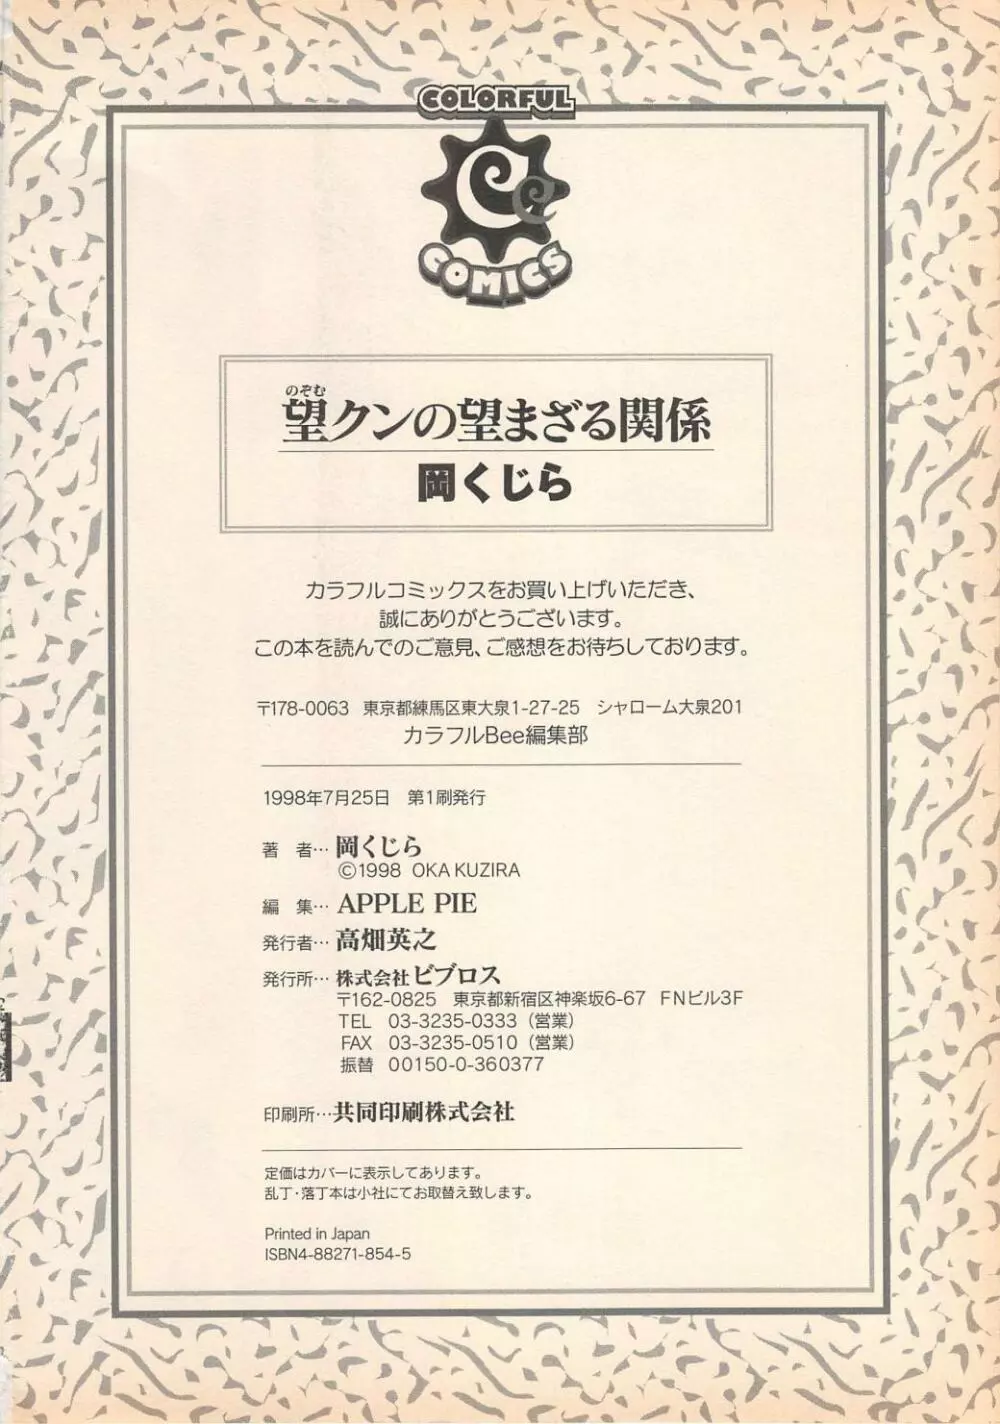 COLORFUL
COMICS
のぞむ
望クンの望まざる関係
岡くじら
カラフルコミックスをお買い上げいただき、
誠にありがとうございます。
この本を読んでのご意見、ご感想をお待ちしております。
〒178-0063 東京都練馬区東大泉1-27-25 シャローム大泉201
カラフルBee編集部
1998年7月25日 第1刷発行
著 者… 岡くじら
©1998 OKA KUZIRA
編 集… APPLE PIE
発行者… 高畑英之
発行所… 株式会社ビブロス
〒162-0825 東京都新宿区神楽坂6-67 FNビル3F
TEL 03-3235-0333（営業）
FAX 03-3235-0510（営業）
振替 00150-0-360377
印刷所… 共同印刷株式会社
定価はカバーに表示してあります。
乱丁・落丁本は小社にてお取替え致します。
Printed in Japan
ISBN4-88271-854-5